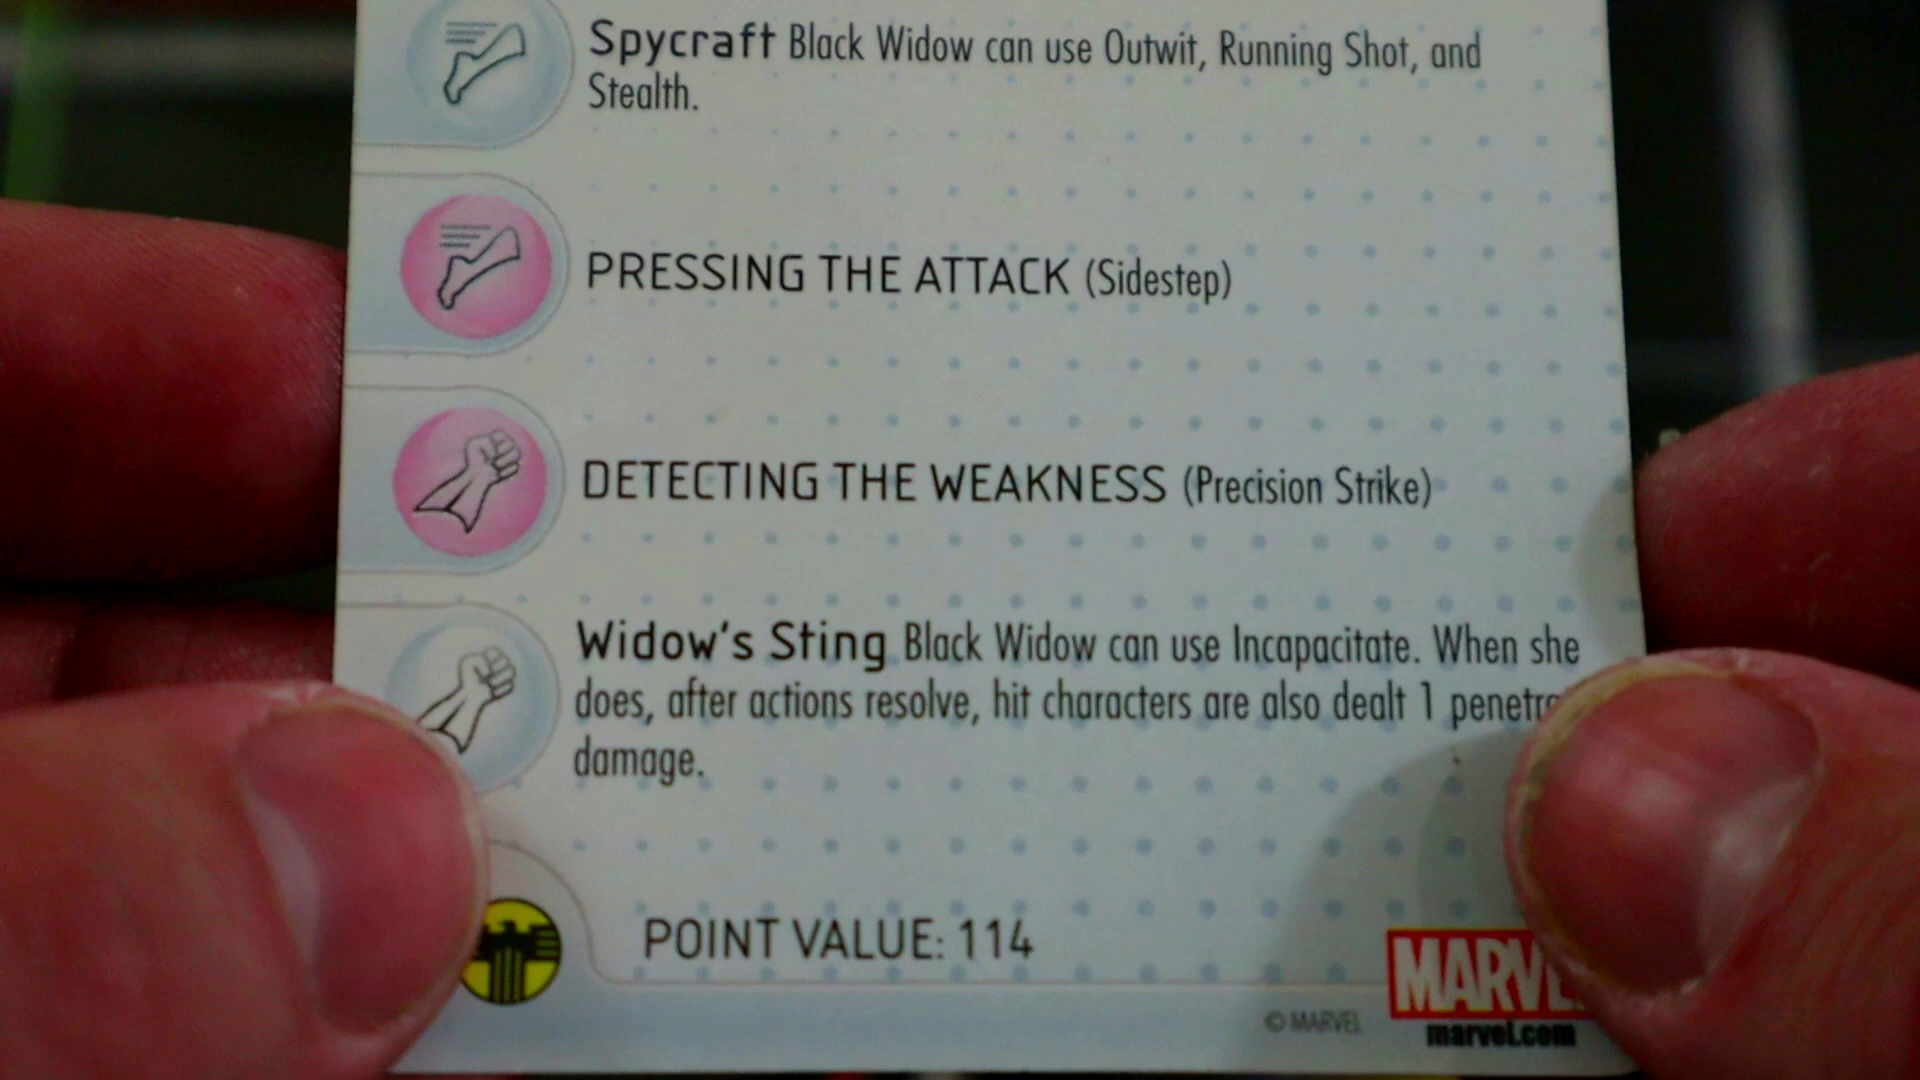 Spycraft Black Widow can use Outwit, Running Shot, and
Stealth.
PRESSING THE ATTACK (Sidestep)
DETECTING THE WEAKNESS (Precision Strike)
Widow's Sting Black Widow can use Incapacitate. When she
does, after actions resolve, hit characters are also dealt 1
damage.
POINT VALUE: 114
© MARVEL
marvel.com